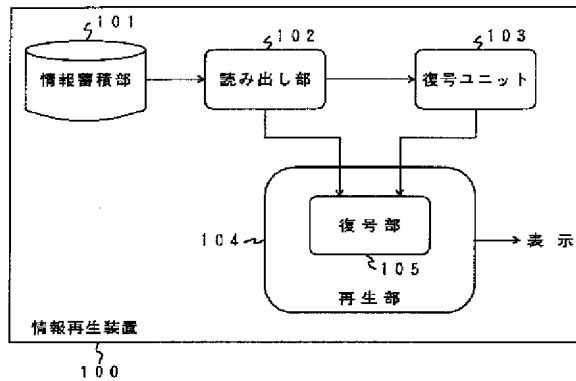 101
102
103
情報蓄積部
読み出し部
復号ユニット
復号部
104
105
表示
再生部
情報再生装置
100